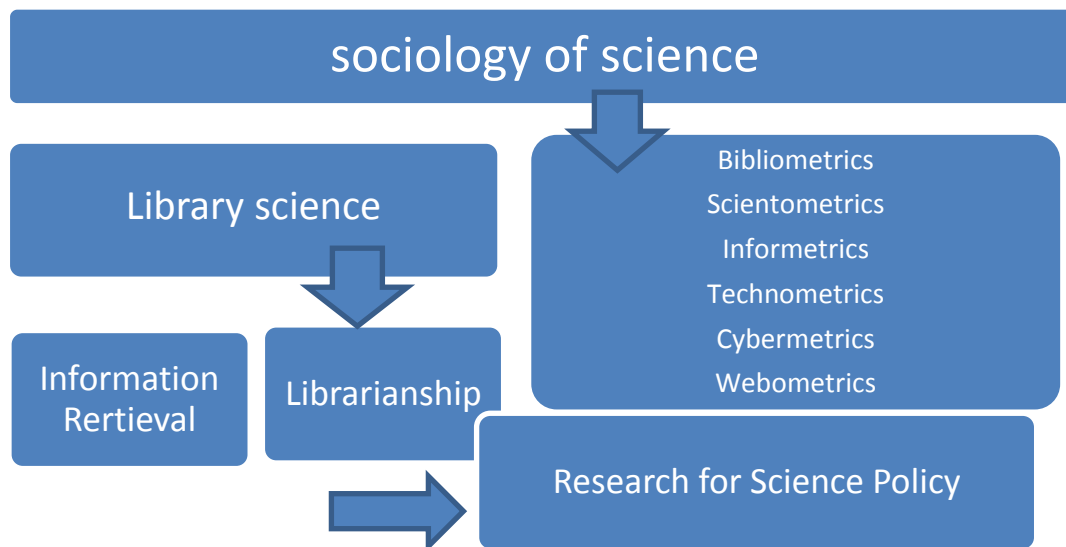 sociology of science
Library science
Bibliometrics
Scientometrics
Informetrics
Technometrics
Cybermetrics
Webometrics
Information
Rertieval
Librarianship
Research for Science Policy